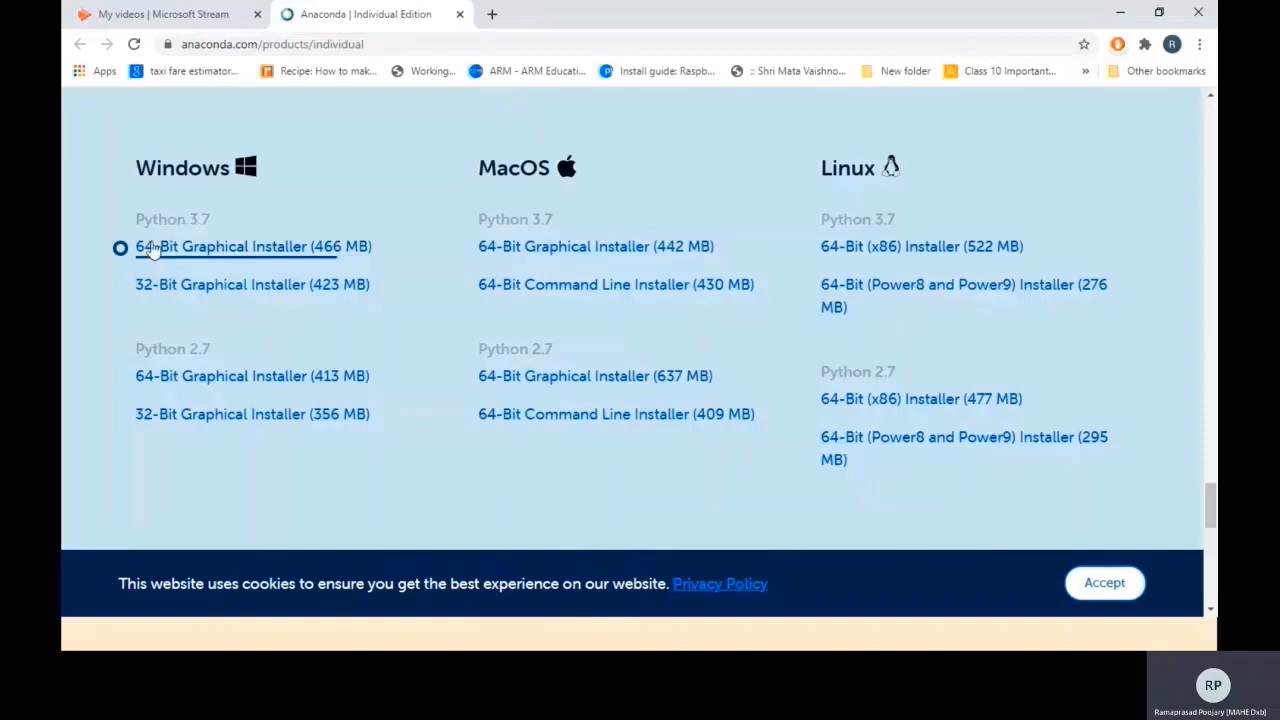 My videos | Microsoft Stream
Anaconda | Individual Edition
anaconda.com/products/individual
R
Apps
taxi fare estimator...
Recipe: How to mak...
Working...
ARM - ARM Educati...
Install guide: Raspb...
:: Shri Mata Vaishno...
New folder
Class 10 Important...
»
Other bookmarks
Windows
MacOS
Linux
Python 3.7
Python 3.7
Python 3.7
64-Bit Graphical Installer (466 MB)
64-Bit Graphical Installer (442 MB)
64-Bit (x86) Installer (522 MB)
32-Bit Graphical Installer (423 MB)
64-Bit Command Line Installer (430 MB)
64-Bit (Power8 and Power9) Installer (276
MB)
Python 2.7
Python 2.7
Python 2.7
64-Bit Graphical Installer (413 MB)
64-Bit Graphical Installer (637 MB)
64-Bit (x86) Installer (477 MB)
32-Bit Graphical Installer (356 MB)
64-Bit Command Line Installer (409 MB)
64-Bit (Power8 and Power9) Installer (295
MB)
This website uses cookies to ensure you get the best experience on our website. Privacy Policy
Accept
RP
Ramaprasad Poojary [MAHE Dxb]